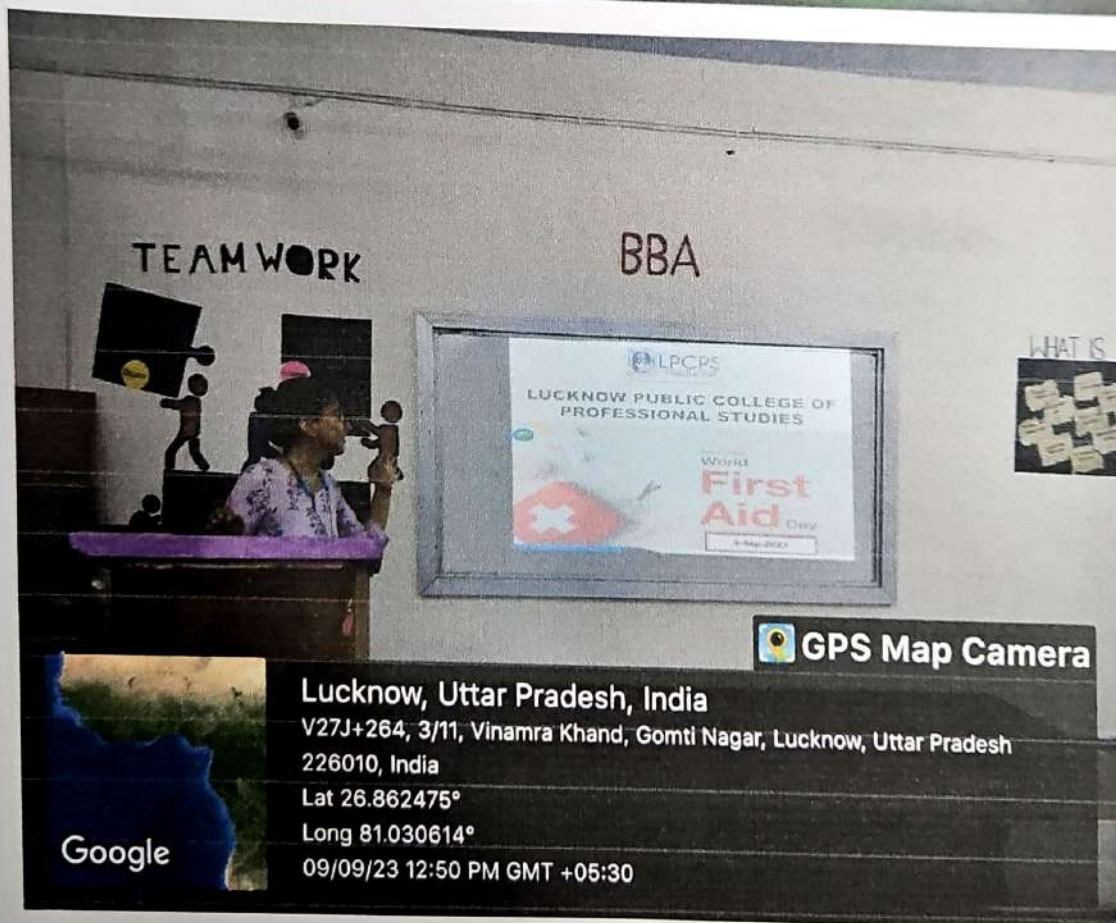 TEAMWORK
BBA
WHAT IS
LPCPS
LUCKNOW PUBLIC COLLEGE OF
PROFESSIONAL STUDIES
World
First
Aid Day
GPS Map Camera
Lucknow, Uttar Pradesh, India
V27J+264, 3/11, Vinamra Khand, Gomti Nagar, Lucknow, Uttar Pradesh
226010, India
Lat 26.862475°
Long 81.030614°
09/09/23 12:50 PM GMT +05:30
Google